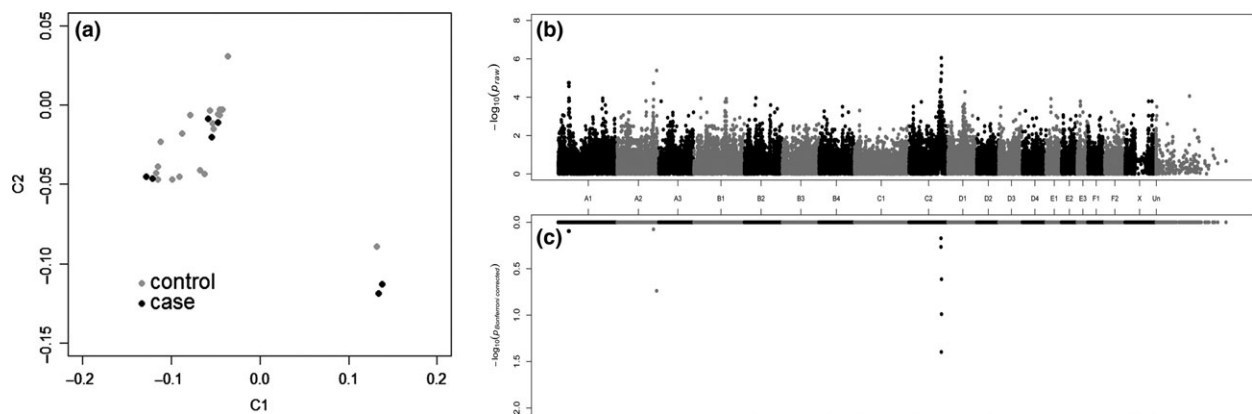 (a)
0.05
0.00
−0.05
−0.10
−0.15
C2
control
case
−0.2
−0.1
0.0
0.1
0.2
C1
(b)
8
6
4
2
0
−log10(Praw)
A1 A2 A3 B1 B2 B3 B4 C1 C2 D1 D2 D3 D4 E1 E2 E3 F1 F2 X Un
(c)
0.0
0.5
1.0
1.5
2.0
−log10(PBonferroni corrected)